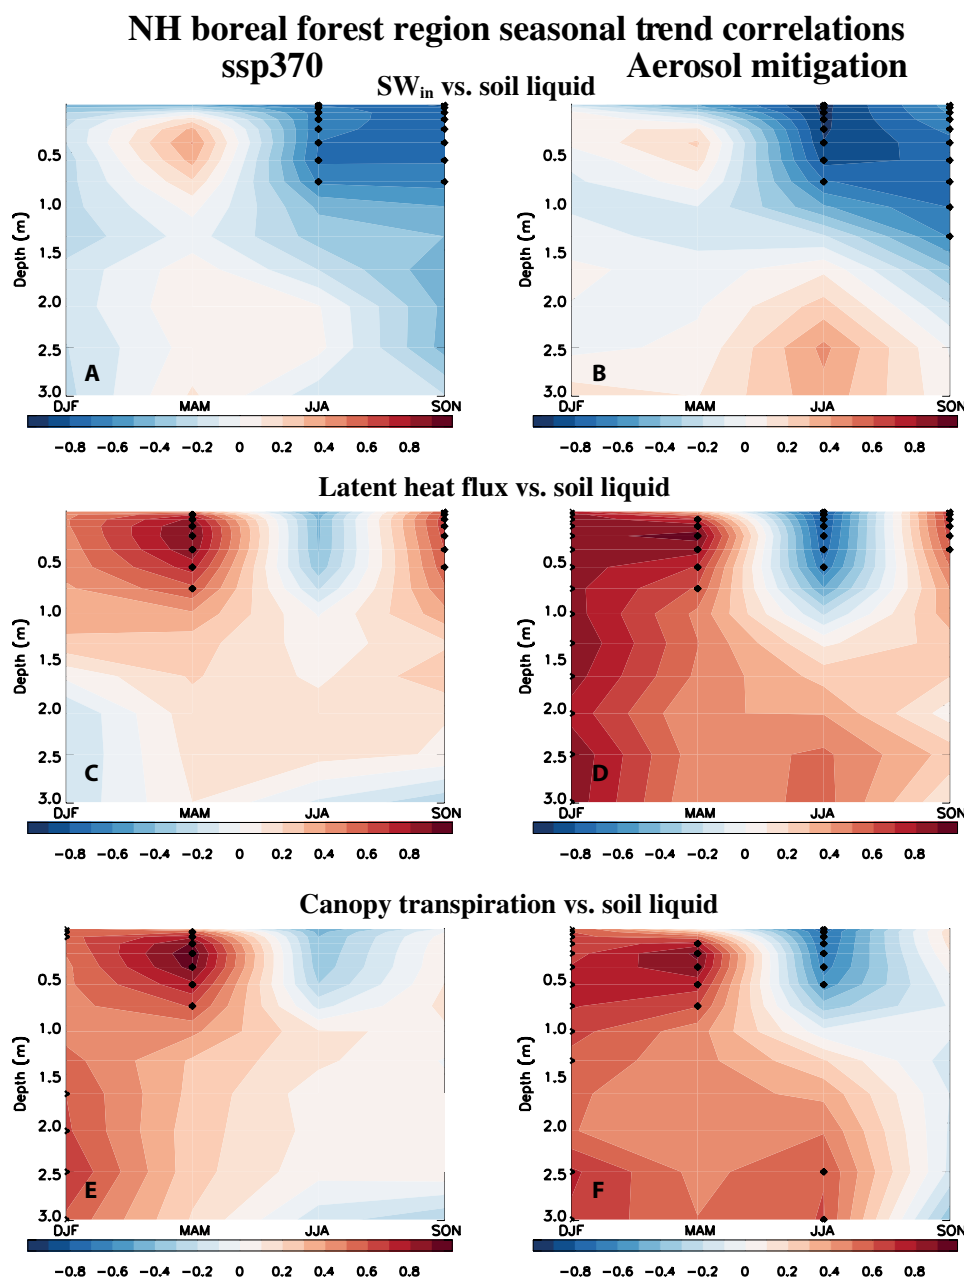 NH boreal forest region seasonal trend correlations
ssp370 Aerosol mitigation
SWin vs. soil liquid
Depth (m)
0.5
1.0
1.5
2.0
2.5
3.0
A
DJF MAM JJA SON
-0.8 -0.6 -0.4 -0.2 0 0.2 0.4 0.6 0.8
Depth (m)
0.5
1.0
1.5
2.0
2.5
3.0
B
DJF MAM JJA SON
-0.8 -0.6 -0.4 -0.2 0 0.2 0.4 0.6 0.8
Latent heat flux vs. soil liquid
Depth (m)
0.5
1.0
1.5
2.0
2.5
3.0
C
DJF MAM JJA SON
-0.8 -0.6 -0.4 -0.2 0 0.2 0.4 0.6 0.8
Depth (m)
0.5
1.0
1.5
2.0
2.5
3.0
D
DJF MAM JJA SON
-0.8 -0.6 -0.4 -0.2 0 0.2 0.4 0.6 0.8
Canopy transpiration vs. soil liquid
Depth (m)
0.5
1.0
1.5
2.0
2.5
3.0
E
DJF MAM JJA SON
-0.8 -0.6 -0.4 -0.2 0 0.2 0.4 0.6 0.8
Depth (m)
0.5
1.0
1.5
2.0
2.5
3.0
F
DJF MAM JJA SON
-0.8 -0.6 -0.4 -0.2 0 0.2 0.4 0.6 0.8